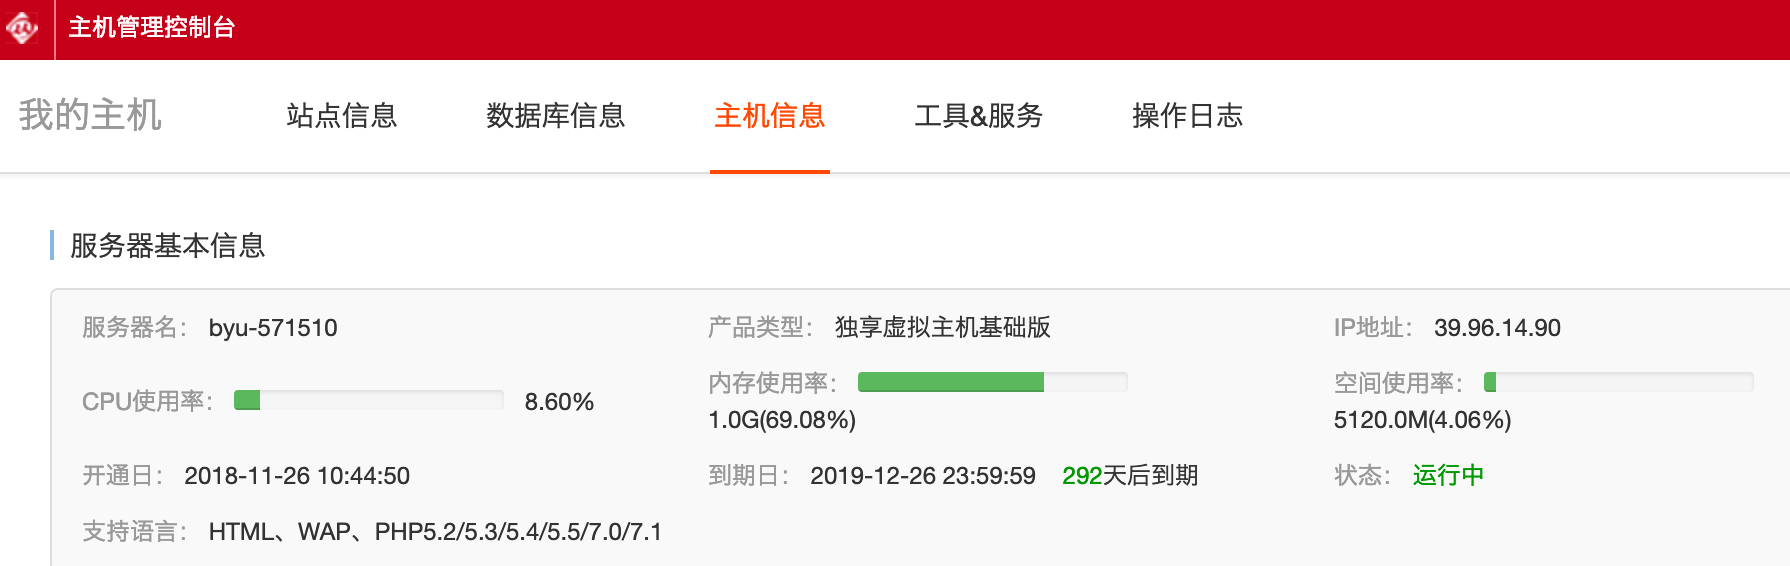 主机管理控制台
我的主机 站点信息 数据库信息 主机信息 工具&服务 操作日志
服务器基本信息
服务器名： byu-571510 产品类型： 独享虚拟主机基础版 IP地址： 39.96.14.90
CPU使用率： 8.60% 内存使用率： 1.0G(69.08%) 空间使用率： 5120.0M(4.06%)
开通日： 2018-11-26 10:44:50 到期日： 2019-12-26 23:59:59 292天后到期 状态： 运行中
支持语言： HTML、WAP、PHP5.2/5.3/5.4/5.5/7.0/7.1